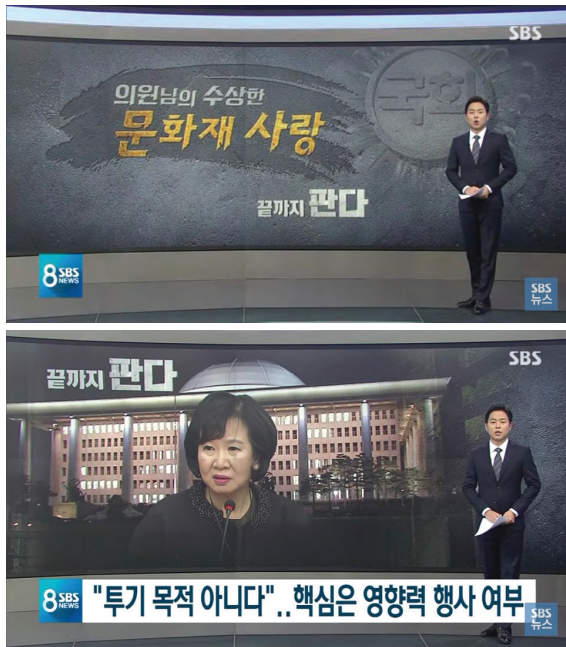 SBS
국회
의원님의 수상한
문화재 사랑
끝까지 판다
8 SBS NEWS
SBS 뉴스
SBS
끝까지 판다
8 SBS NEWS
"투기 목적 아니다"..핵심은 영향력 행사 여부
SBS 뉴스